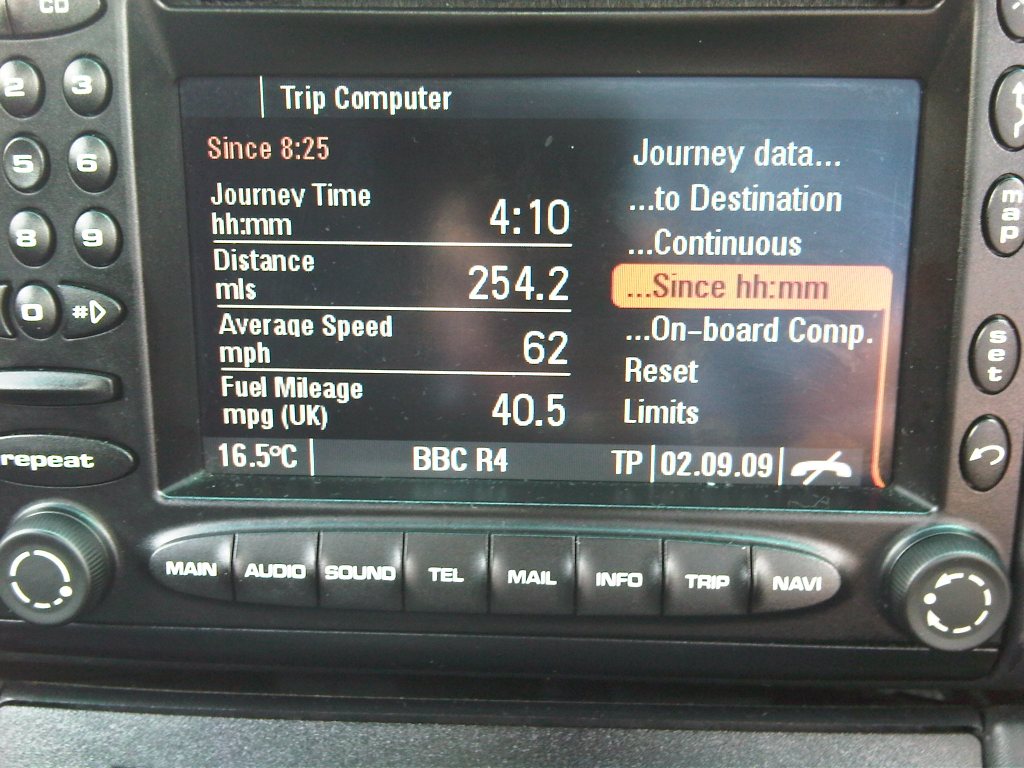 CD
2 3
5 6
8 9
0 #
repeat
Trip Computer
Since 8:25
Journey Time
hh:mm 4:10
Distance
mls 254.2
Average Speed
mph 62
Fuel Mileage
mpg (UK) 40.5
Journey data...
...to Destination
...Continuous
...Since hh:mm
...On-board Comp.
Reset
Limits
16.5°C BBC R4 TP 02.09.09
map
set
MAIN AUDIO SOUND TEL MAIL INFO TRIP NAVI